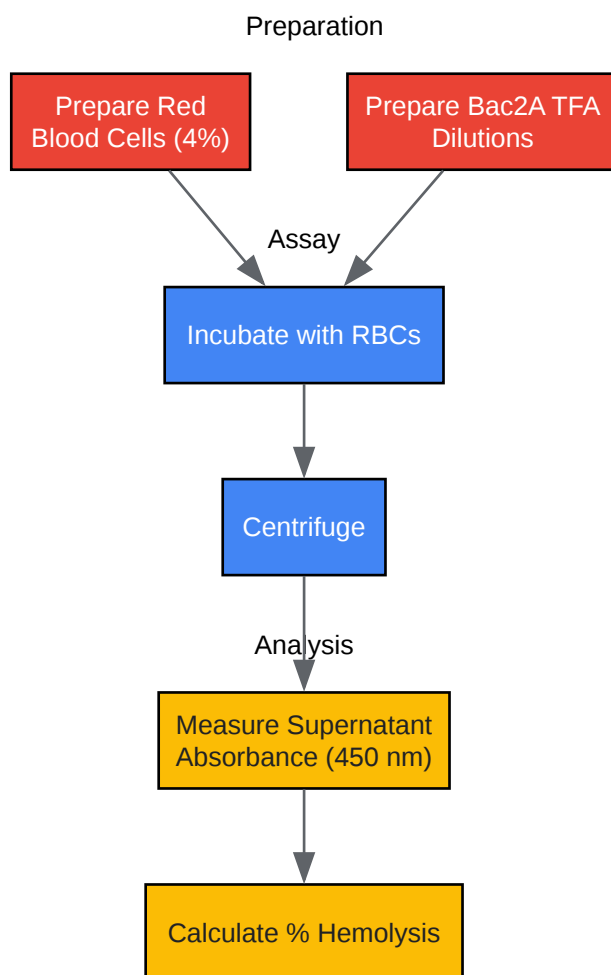 Preparation
Prepare Red
Blood Cells (4%)
Prepare Bac2A TFA
Dilutions
Assay
Incubate with RBCs
Centrifuge
Analysis
Measure Supernatant
Absorbance (450 nm)
Calculate % Hemolysis